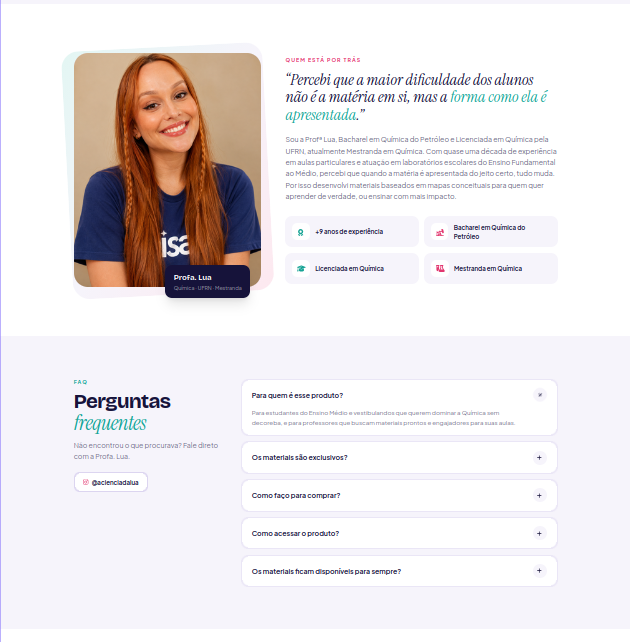 QUEM ESTÁ POR TRÁS
“Percebi que a maior dificuldade dos alunos
não é a matéria em si, mas a forma como ela é
apresentada.”
Sou a Profª Lua, Bacharel em Química do Petróleo e Licenciada em Química pela
UFRN, atualmente Mestranda em Química. Com quase uma década de experiência
em aulas particulares e atuação em laboratórios escolares do Ensino Fundamental
ao Médio, percebi que quando a matéria é apresentada do jeito certo, tudo muda.
Por isso desenvolvi materiais baseados em mapas conceituais para quem quer
aprender de verdade, ou ensinar com mais impacto.
+9 anos de experiência
Bacharel em Química do
Petróleo
Licenciada em Química
Mestranda em Química
isa
Profa. Lua
Química · UFRN · Mestranda
FAQ
Perguntas
frequentes
Não encontrou o que procurava? Fale direto
com a Profa. Lua.
@acienciadalua
Para quem é esse produto?
Para estudantes do Ensino Médio e vestibulandos que querem dominar a Química sem
decoreba, e para professores que buscam materiais prontos e engajadores para suas aulas.
Os materiais são exclusivos?
Como faço para comprar?
Como acessar o produto?
Os materiais ficam disponíveis para sempre?